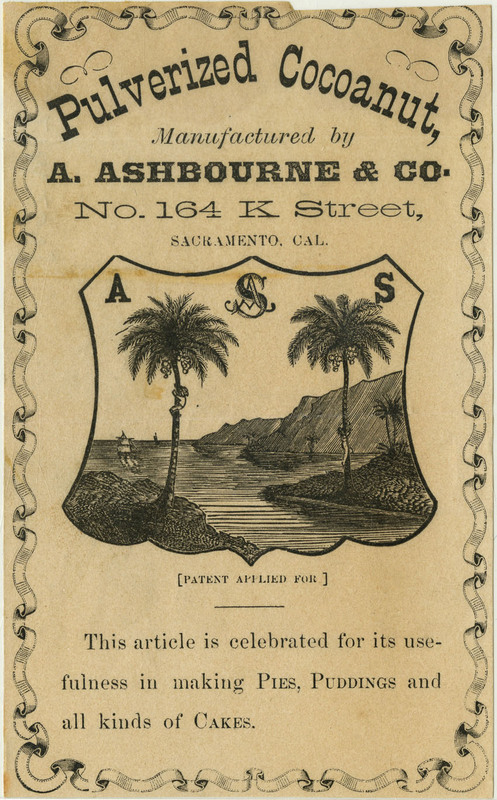 Pulverized Cocoanut,
Manufactured by
A. ASHBOURNE & CO.
No. 164 K Street,
SACRAMENTO, CAL.
A S
[PATENT APPLIED FOR]
This article is celebrated for its use-
fulness in making PIES, PUDDINGS and
all kinds of CAKES.